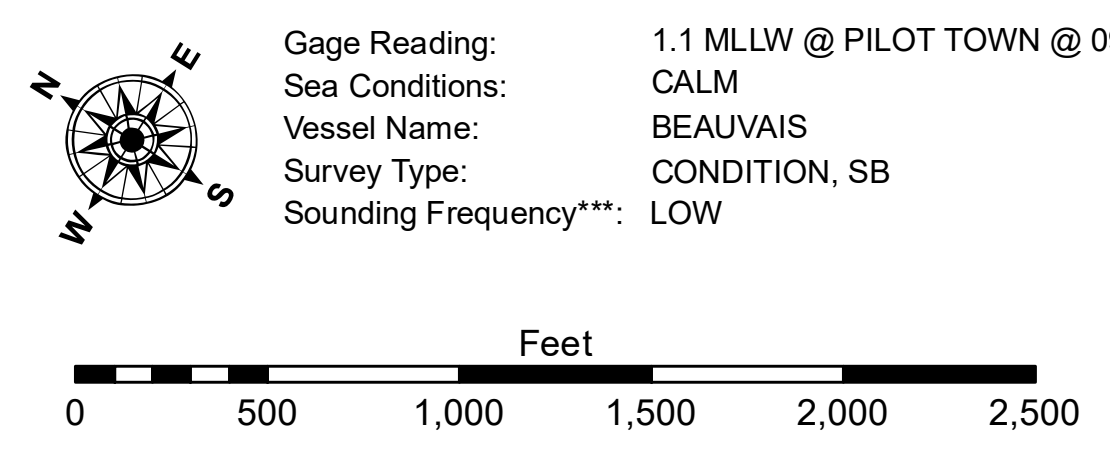 N
E
S
W
Gage Reading: 1.1 MLLW @ PILOT TOWN @ 09
Sea Conditions: CALM
Vessel Name: BEAUVAIS
Survey Type: CONDITION, SB
Sounding Frequency***: LOW
Feet
0 500 1,000 1,500 2,000 2,500